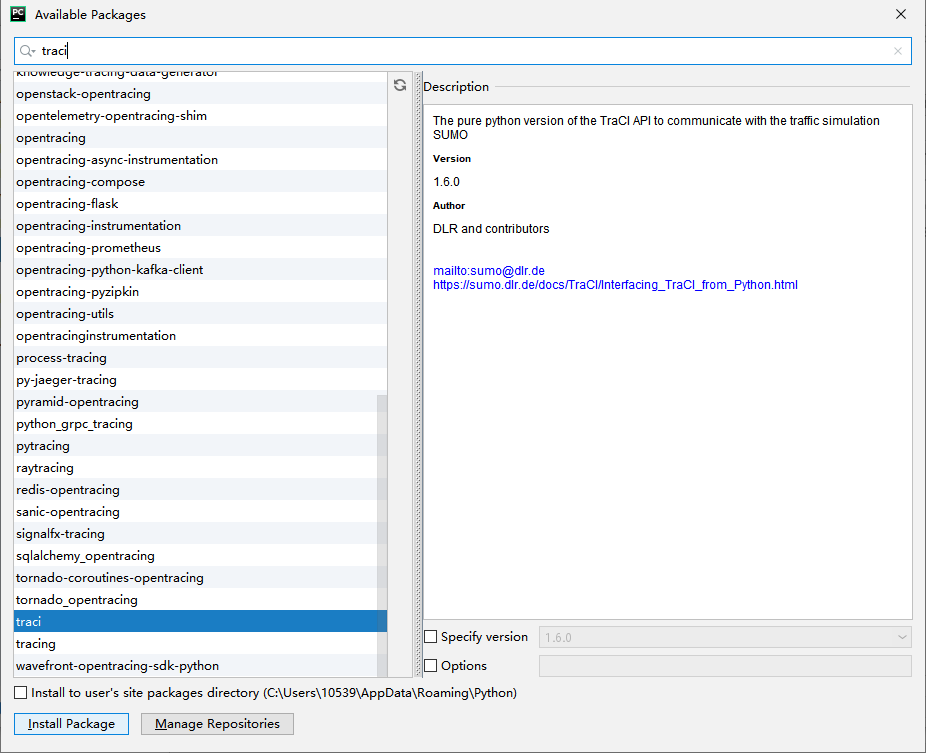 PC
Available Packages
traci
knowledge-tracing-data-generator
openstack-opentracing
opentelemetry-opentracing-shim
opentracing
opentracing-async-instrumentation
opentracing-compose
opentracing-flask
opentracing-instrumentation
opentracing-prometheus
opentracing-python-kafka-client
opentracing-pyzipkin
opentracing-utils
opentracinginstrumentation
process-tracing
py-jaeger-tracing
pyramid-opentracing
python_grpc_tracing
pytracing
raytracing
redis-opentracing
sanic-opentracing
signalfx-tracing
sqlalchemy_opentracing
tornado-coroutines-opentracing
tornado_opentracing
traci
tracing
wavefront-opentracing-sdk-python
Description
The pure python version of the TraCI API to communicate with the traffic simulation
SUMO
Version
1.6.0
Author
DLR and contributors
mailto:sumo@dlr.de
https://sumo.dlr.de/docs/TraCI/Interfacing_TraCI_from_Python.html
Specify version
1.6.0
Options
Install to user's site packages directory (C:\Users\10539\AppData\Roaming\Python)
Install Package
Manage Repositories